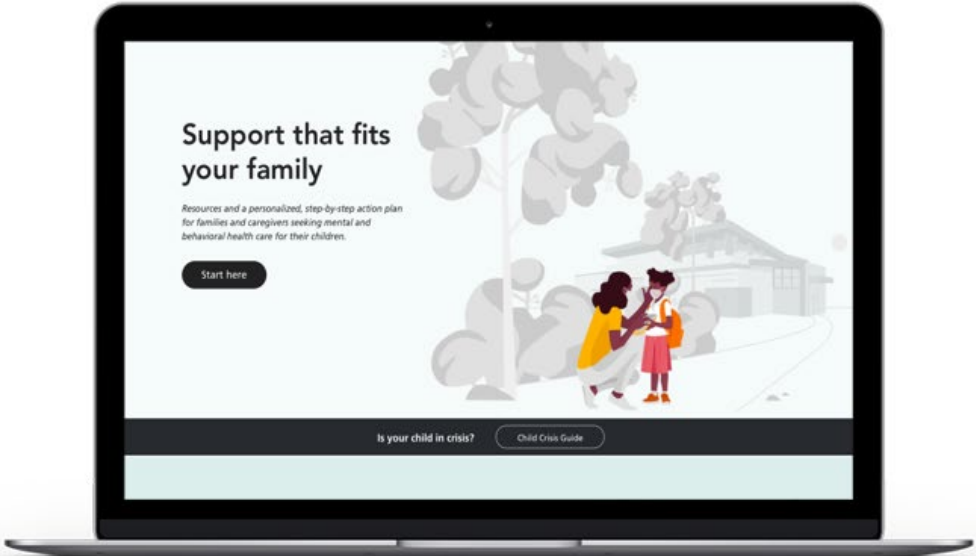 Support that fits
your family
Resources and a personalized, step-by-step action plan
for families and caregivers seeking mental and
behavioral health care for their children.
Start here
Is your child in crisis?
Child Crisis Guide